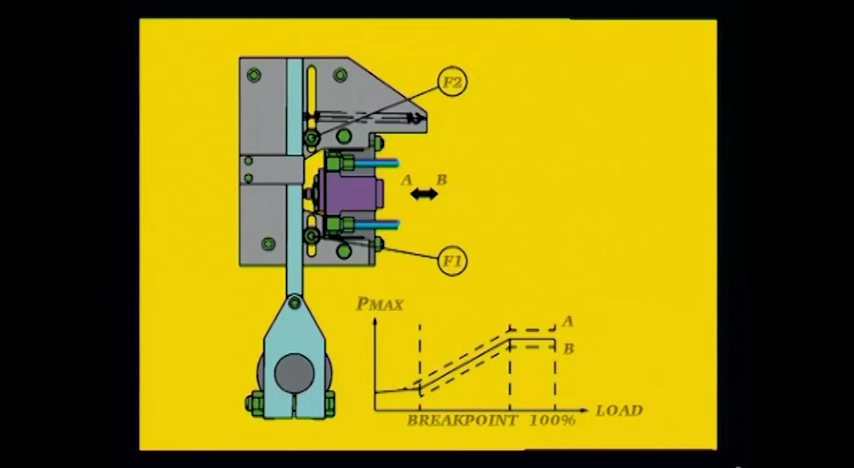 F2
A B
F1
PMAX
A
B
LOAD
BREAKPOINT 100%